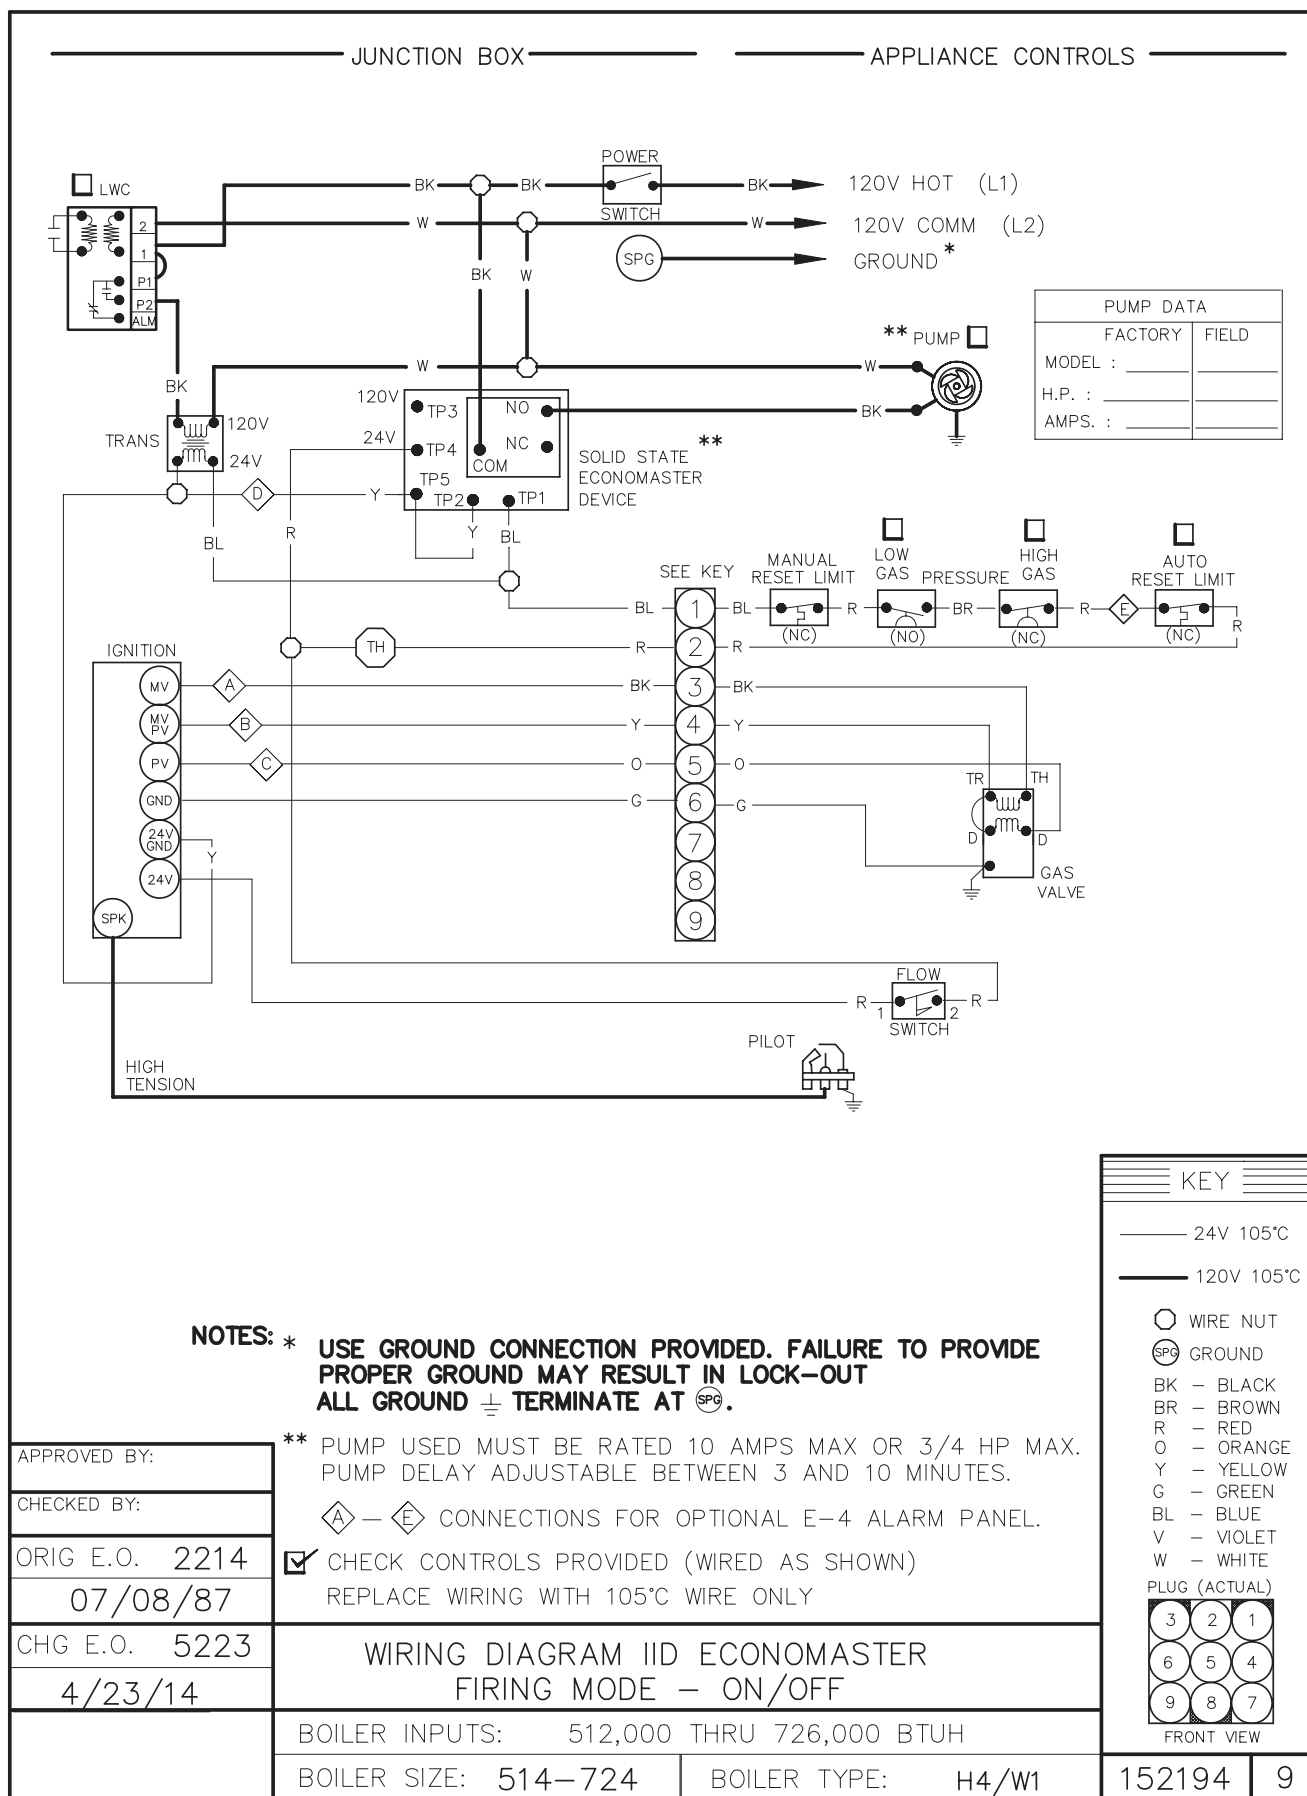 JUNCTION BOX
APPLIANCE CONTROLS
LWC
2
1
P1
P2
ALM
BK
BK
POWER
SWITCH
BK
120V HOT (L1)
W
W
120V COMM (L2)
SPG
GROUND *
BK
W
** PUMP
PUMP DATA
FACTORY FIELD
MODEL :
H.P. :
AMPS. :
W
W
BK
BK
TRANS
120V
24V
120V
24V
TP3
TP4
TP5
TP2
TP1
NO
NC
COM
SOLID STATE **
ECONOMASTER
DEVICE
D
Y
R
BL
Y
BL
SEE KEY
MANUAL
RESET LIMIT
(NC)
LOW
GAS
(NO)
PRESSURE
HIGH
GAS
(NC)
AUTO
RESET LIMIT
(NC)
BL 1 BL R BR R E
R
TH R 2 R
IGNITION
MV A BK 3 BK
MV
PV
B Y 4 Y
PV C O 5 O
GND G 6 G
24V
GND
Y
24V
SPK
7
8
9
TR TH
D D
GAS
VALVE
FLOW
R 1 2 R
SWITCH
PILOT
HIGH
TENSION
KEY
24V 105°C
120V 105°C
WIRE NUT
SPG GROUND
BK – BLACK
BR – BROWN
R – RED
O – ORANGE
Y – YELLOW
G – GREEN
BL – BLUE
V – VIOLET
W – WHITE
PLUG (ACTUAL)
3 2 1
6 5 4
9 8 7
FRONT VIEW
NOTES: * USE GROUND CONNECTION PROVIDED. FAILURE TO PROVIDE
PROPER GROUND MAY RESULT IN LOCK–OUT
ALL GROUND ⏚ TERMINATE AT SPG.
** PUMP USED MUST BE RATED 10 AMPS MAX OR 3/4 HP MAX.
PUMP DELAY ADJUSTABLE BETWEEN 3 AND 10 MINUTES.
A – E CONNECTIONS FOR OPTIONAL E–4 ALARM PANEL.
☑ CHECK CONTROLS PROVIDED (WIRED AS SHOWN)
REPLACE WIRING WITH 105°C WIRE ONLY
APPROVED BY:
CHECKED BY:
ORIG E.O. 2214
07/08/87
CHG E.O. 5223
4/23/14
WIRING DIAGRAM IID ECONOMASTER
FIRING MODE – ON/OFF
BOILER INPUTS: 512,000 THRU 726,000 BTUH
BOILER SIZE: 514–724
BOILER TYPE: H4/W1
152194
9